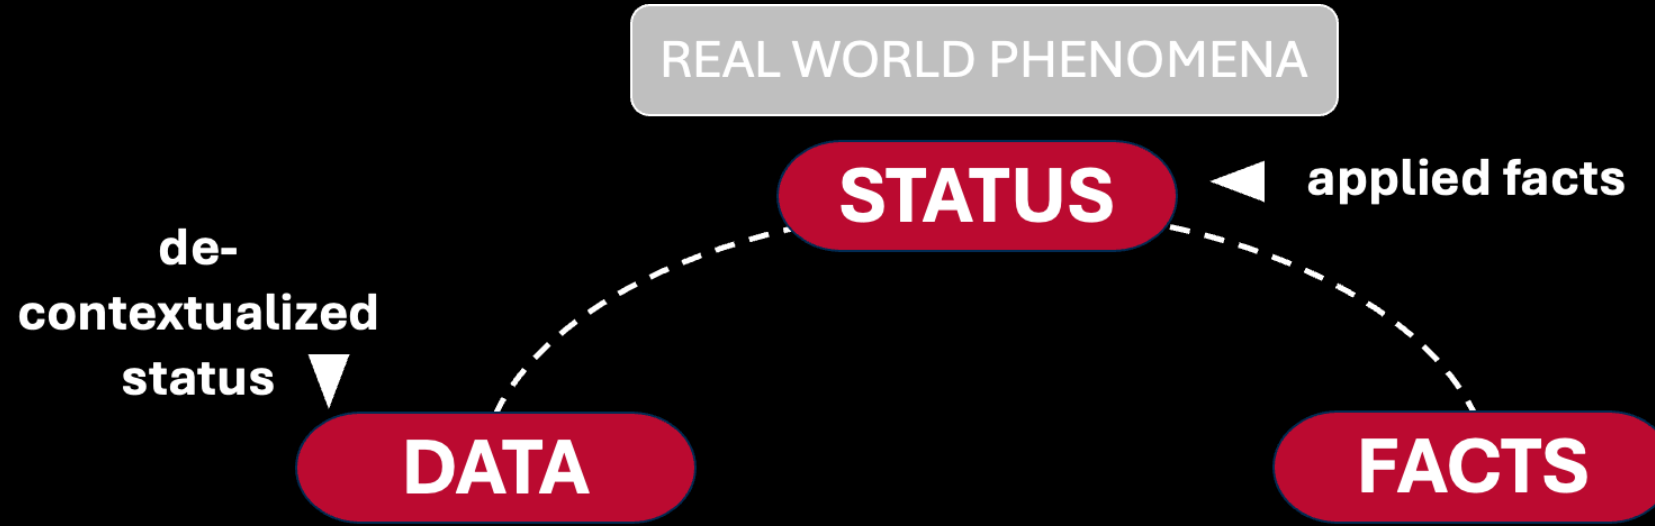 REAL WORLD PHENOMENA
STATUS
applied facts
de-
contextualized
status
DATA
FACTS